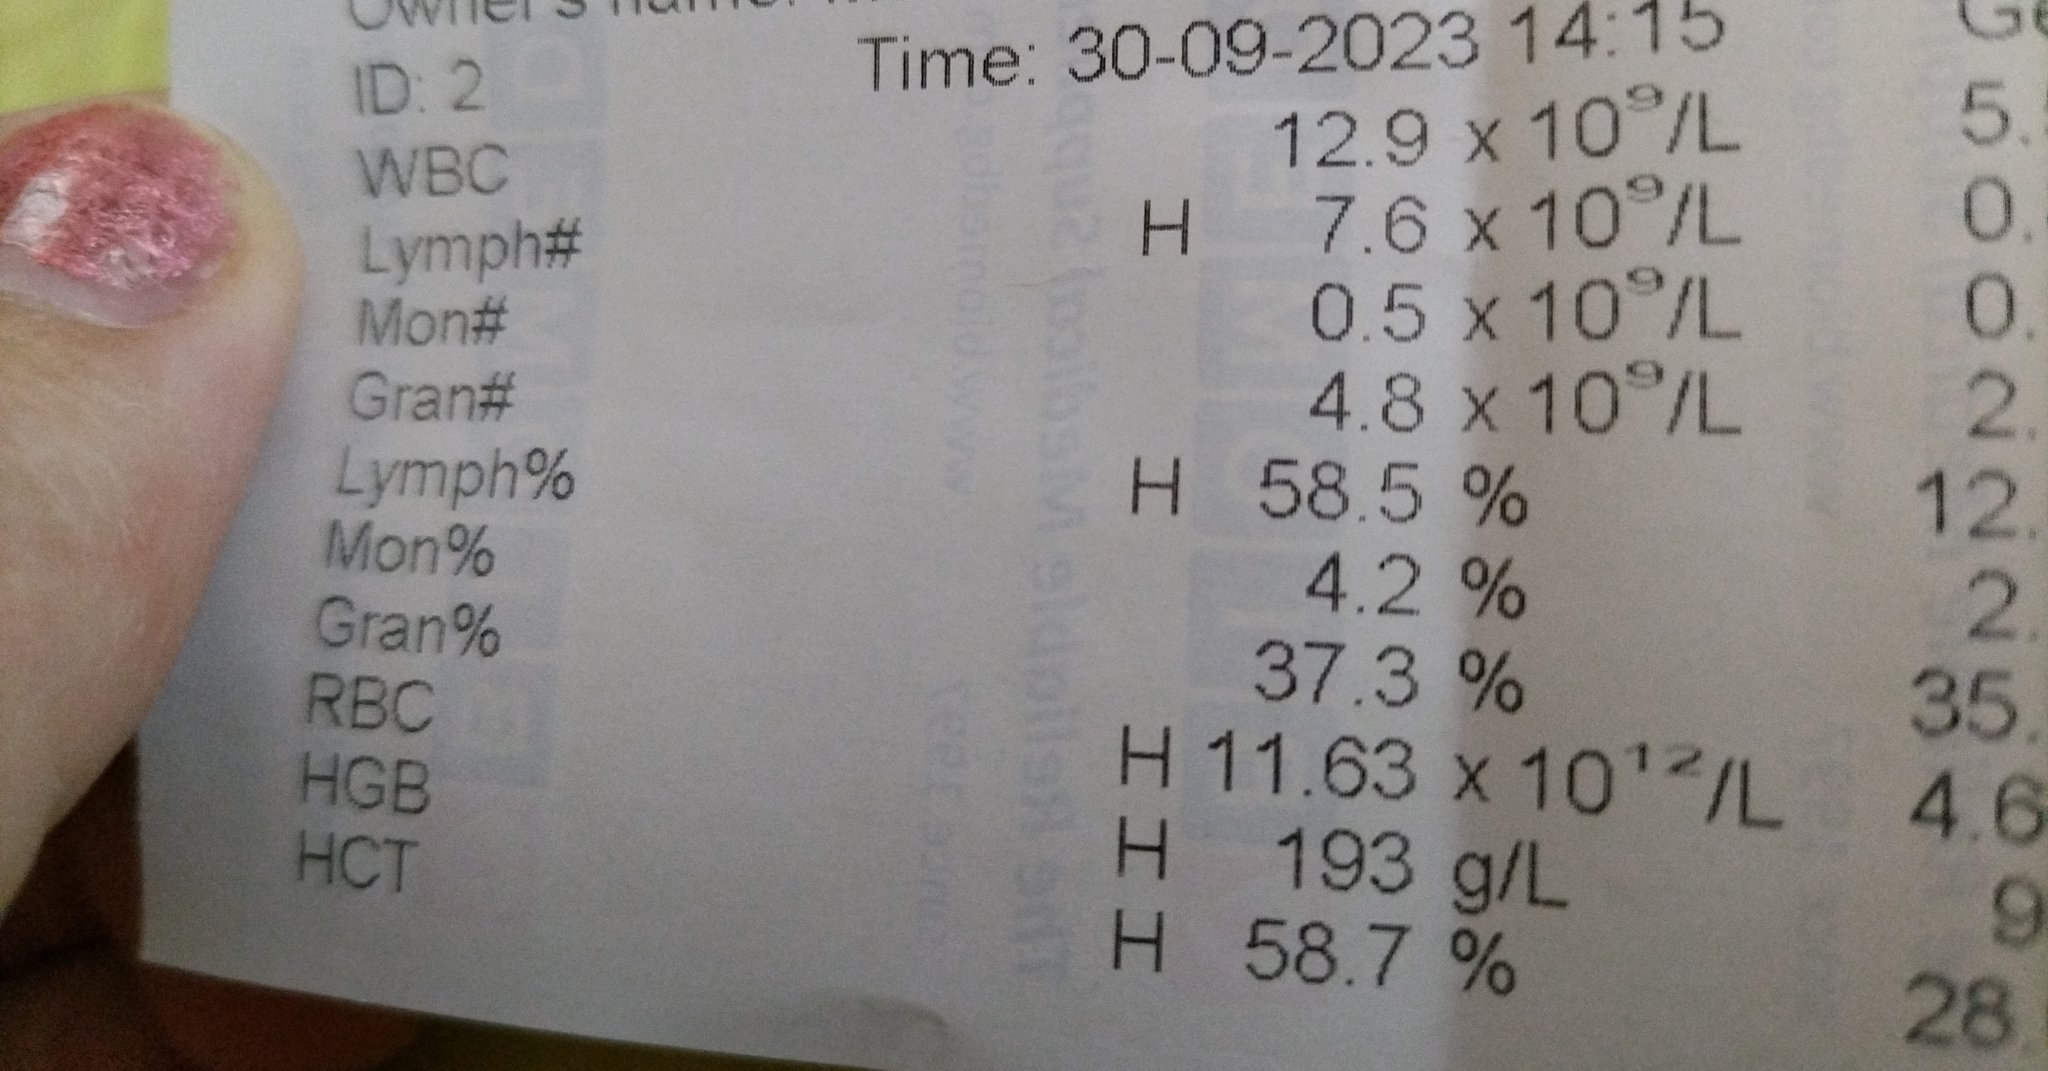 Owner's name:
ID: 2 Time: 30-09-2023 14:15
WBC 12.9 x 10⁹/L 5.
Lymph# H 7.6 x 10⁹/L 0.
Mon# 0.5 x 10⁹/L 0.
Gran# 4.8 x 10⁹/L 2.
Lymph% H 58.5 % 12.
Mon% 4.2 % 2.
Gran% 37.3 % 35.
RBC H 11.63 x 10¹²/L 4.6
HGB H 193 g/L 9
HCT H 58.7 % 28